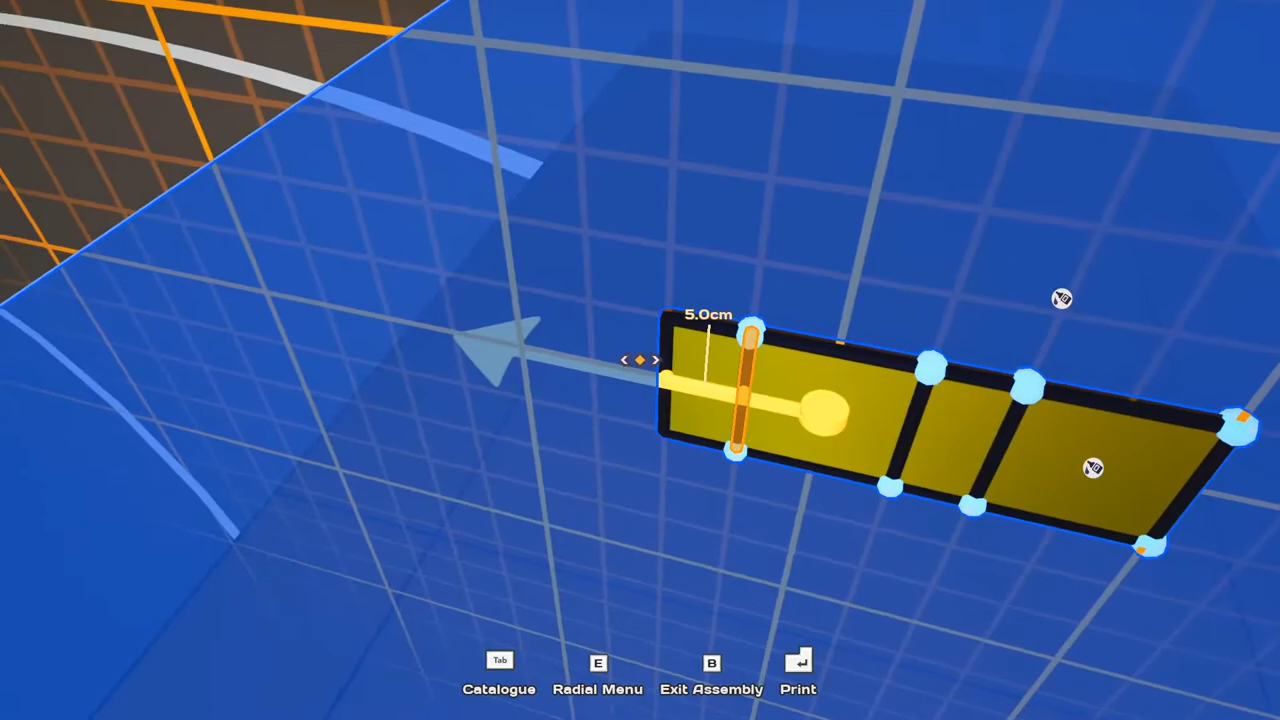 5.0cm
Tab
E
B
Catalogue
Radial Menu
Exit Assembly
Print